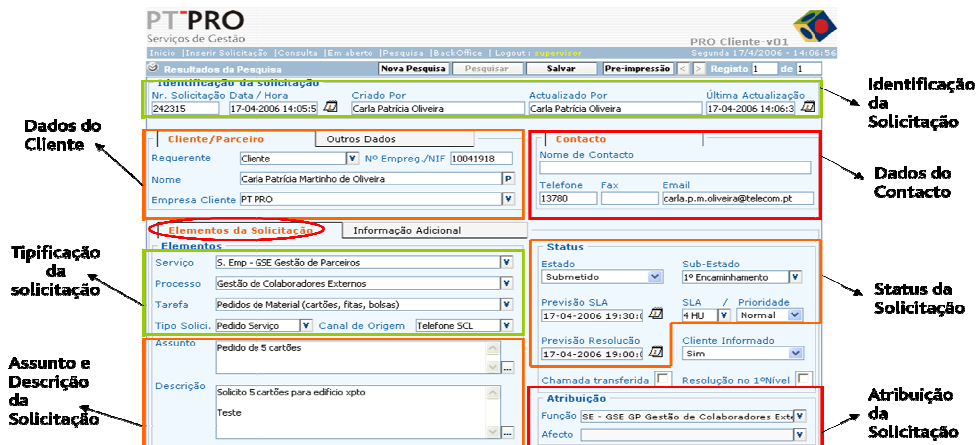 PT PRO
Serviços de Gestão
PRO Cliente-v01
Início |Inserir Solicitação |Consulta |Em aberto |Pesquisa |BackOffice | Logout : supervisor
Segunda 17/4/2006 - 14:06:56
Resultados da Pesquisa Nova Pesquisa Pesquisar Salvar Pre-impressão < > Registo 1 de 1
Identificação da solicitação
Nr. Solicitação Data / Hora Criado Por Actualizado Por Última Actualização
242315 17-04-2006 14:05:5 Carla Patrícia Oliveira Carla Patrícia Oliveira 17-04-2006 14:06:3
Identificação
da
Solicitação
Dados do
Cliente
Cliente/Parceiro Outros Dados
Requerente Cliente Nº Empreg./NIF 10041918
Nome Carla Patrícia Martinho de Oliveira P
Empresa Cliente PT PRO
Contacto
Nome de Contacto
Telefone Fax Email
13780 carla.p.m.oliveira@telecom.pt
Dados do
Contacto
Elementos da Solicitação Informação Adicional
Tipificação
da
solicitação
Elementos
Serviço S. Emp - GSE Gestão de Parceiros
Processo Gestão de Colaboradores Externos
Tarefa Pedidos de Material (cartões, fitas, bolsas)
Tipo Solici. Pedido Serviço Canal de Origem Telefone SCL
Status
Estado Sub-Estado
Submetido 1º Encaminhamento
Previsão SLA SLA / Prioridade
17-04-2006 19:30:( 4 HU Normal
Previsão Resolução Cliente Informado
17-04-2006 19:00:( Sim
Chamada transferida Resolução no 1ºNível
Status da
Solicitação
Assunto e
Descrição
da
Solicitação
Assunto Pedido de 5 cartões
...
Descrição Solicito 5 cartões para edifício xpto
Teste
...
Atribuição
Função SE - GSE GP Gestão de Colaboradores Ext
Afecto
Atribuição
da
Solicitação